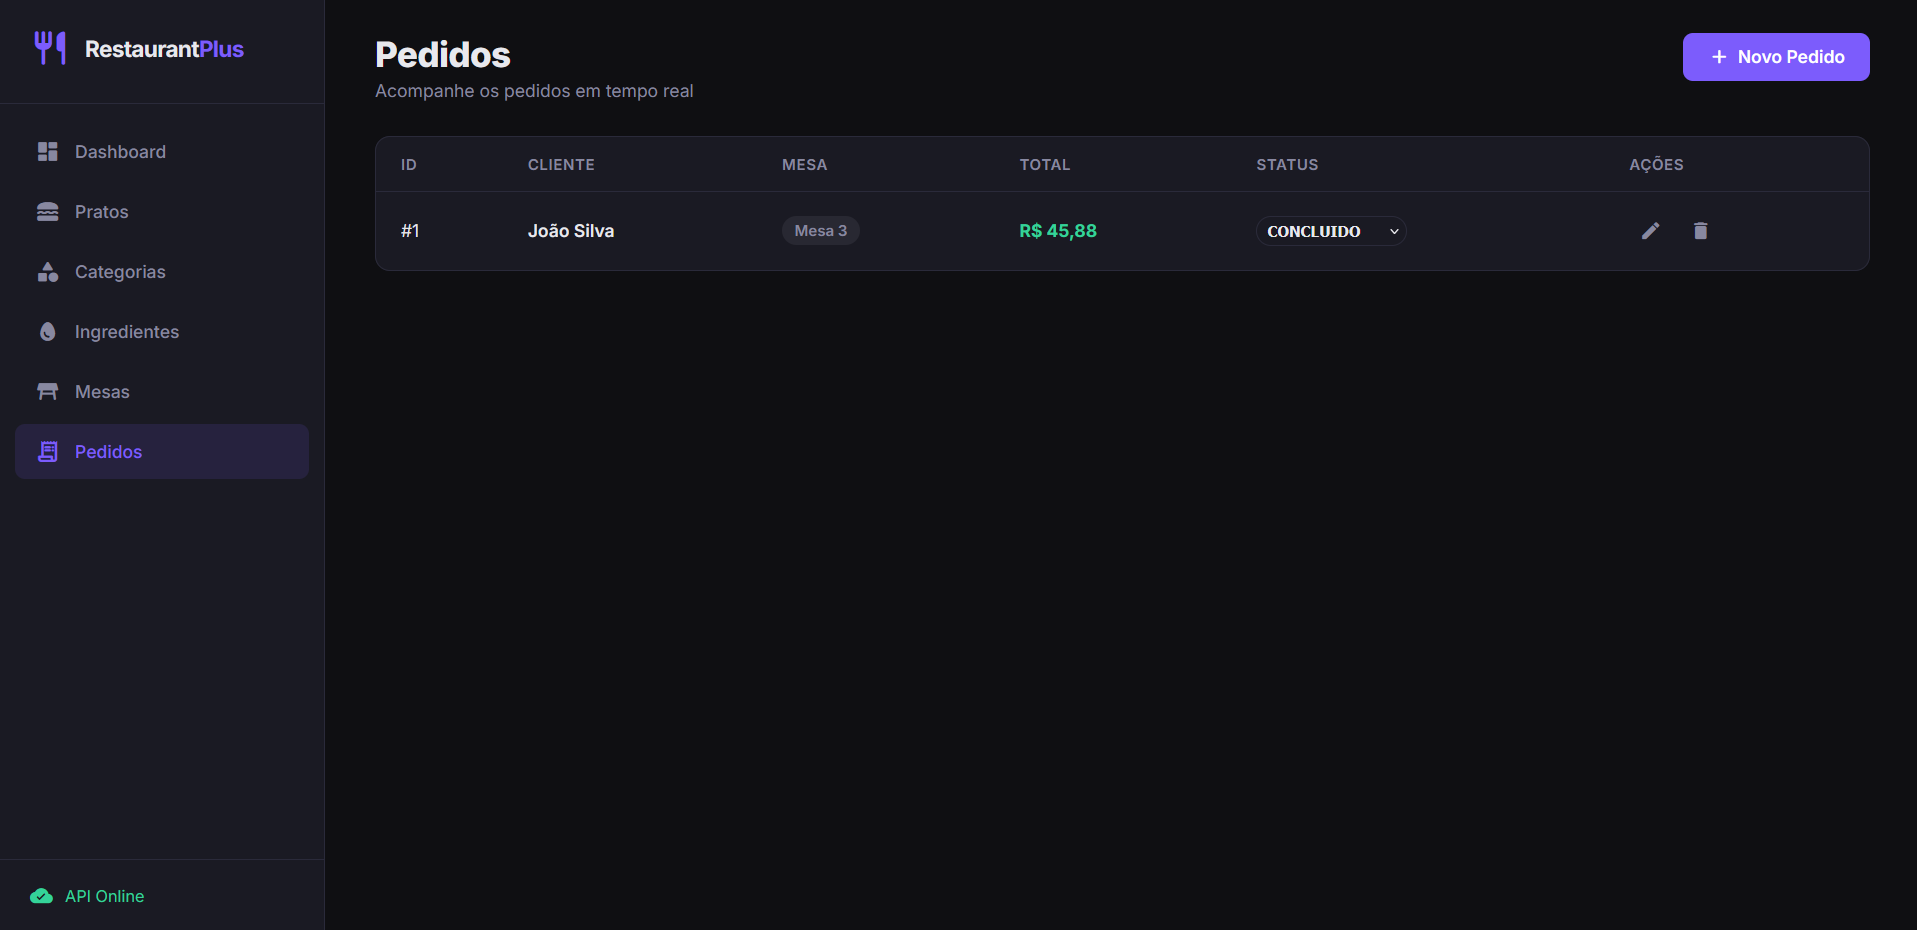 RestaurantPlus
Dashboard
Pratos
Categorias
Ingredientes
Mesas
Pedidos
API Online
Pedidos
Acompanhe os pedidos em tempo real
+ Novo Pedido
ID CLIENTE MESA TOTAL STATUS AÇÕES
#1 João Silva Mesa 3 R$ 45,88 CONCLUIDO